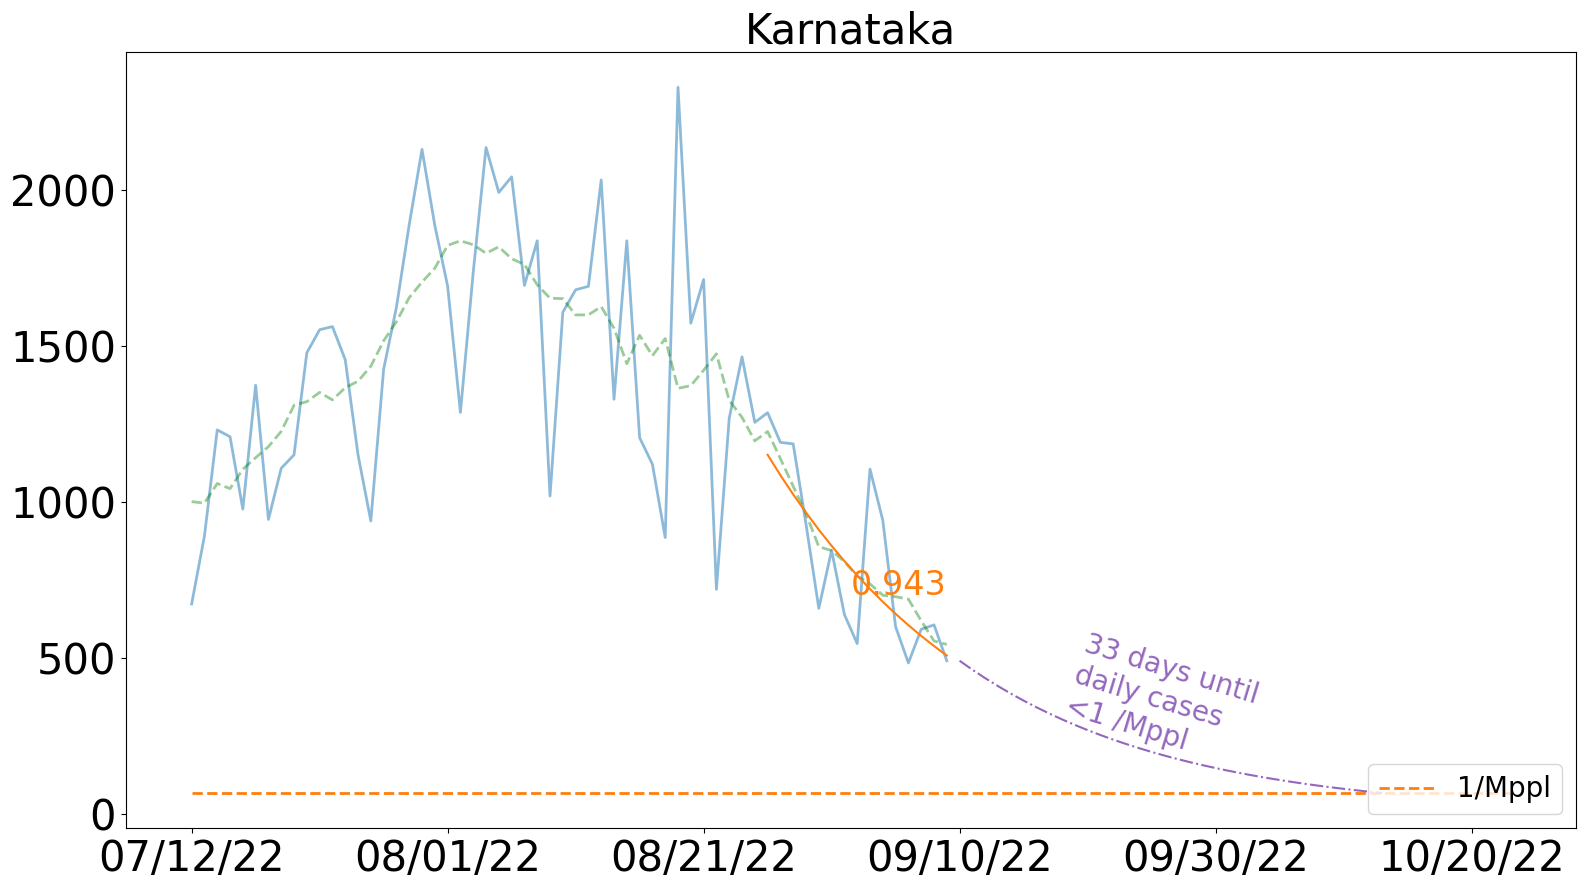 Karnataka
2000
1500
1000
500
0
0.943
33 days until
daily cases
<1 /Mppl
1/Mppl
07/12/22
08/01/22
08/21/22
09/10/22
09/30/22
10/20/22